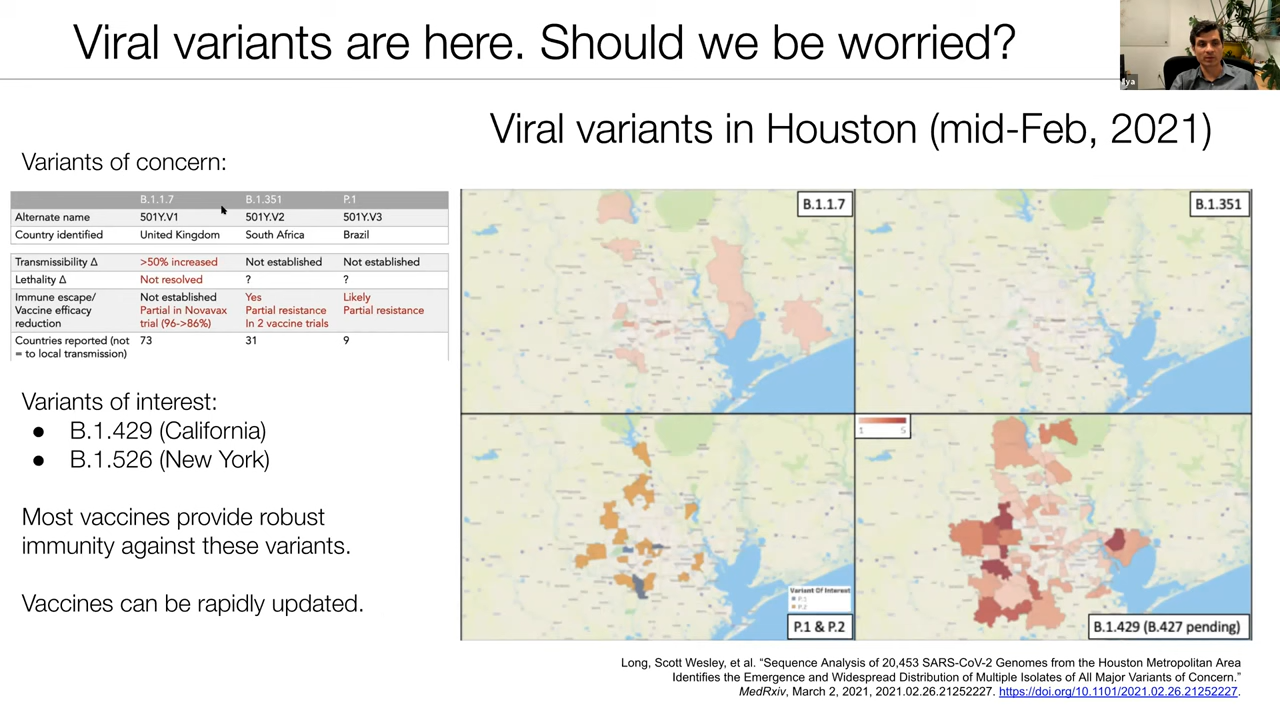 Viral variants are here. Should we be worried?
Ilya
Viral variants in Houston (mid-Feb, 2021)
Variants of concern:
B.1.1.7 B.1.351 P.1
Alternate name 501Y.V1 501Y.V2 501Y.V3
Country identified United Kingdom South Africa Brazil
Transmissibility Δ >50% increased Not established Not established
Lethality Δ Not resolved ? ?
Immune escape/ Not established Yes Likely
Vaccine efficacy Partial in Novavax Partial resistance Partial resistance
reduction trial (96->86%) In 2 vaccine trials
Countries reported (not 73 31 9
= to local transmission)
Variants of interest:
● B.1.429 (California)
● B.1.526 (New York)
Most vaccines provide robust
immunity against these variants.
Vaccines can be rapidly updated.
B.1.1.7
B.1.351
Variant Of Interest
P.1
P.2
P.1 & P.2
1 5
B.1.429 (B.427 pending)
Long, Scott Wesley, et al. “Sequence Analysis of 20,453 SARS-CoV-2 Genomes from the Houston Metropolitan Area
Identifies the Emergence and Widespread Distribution of Multiple Isolates of All Major Variants of Concern.”
MedRxiv, March 2, 2021, 2021.02.26.21252227. https://doi.org/10.1101/2021.02.26.21252227.